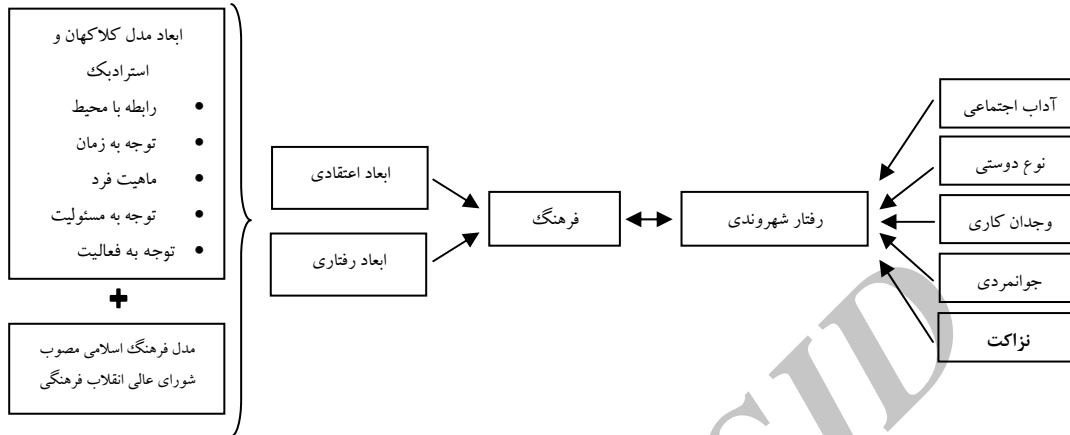 ابعاد مدل کلاکهان و
استرادبک
• رابطه با محیط
• توجه به زمان
• ماهیت فرد
• توجه به مسئولیت
• توجه به فعالیت
+
مدل فرهنگ اسلامی مصوب
شورای عالی انقلاب فرهنگی
ابعاد اعتقادی
ابعاد رفتاری
فرهنگ
رفتار شهروندی
آداب اجتماعی
نوع دوستی
وجدان کاری
جوانمردی
نزاکت
SID